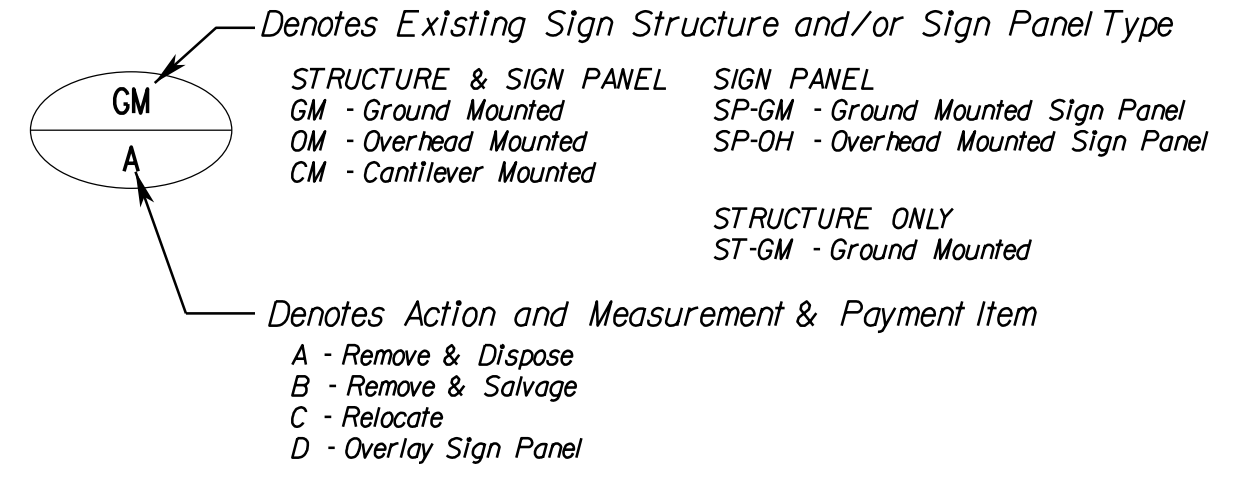 Denotes Existing Sign Structure and/or Sign Panel Type
GM
A
STRUCTURE & SIGN PANEL
GM - Ground Mounted
OM - Overhead Mounted
CM - Cantilever Mounted
SIGN PANEL
SP-GM - Ground Mounted Sign Panel
SP-OH - Overhead Mounted Sign Panel
STRUCTURE ONLY
ST-GM - Ground Mounted
Denotes Action and Measurement & Payment Item
A - Remove & Dispose
B - Remove & Salvage
C - Relocate
D - Overlay Sign Panel